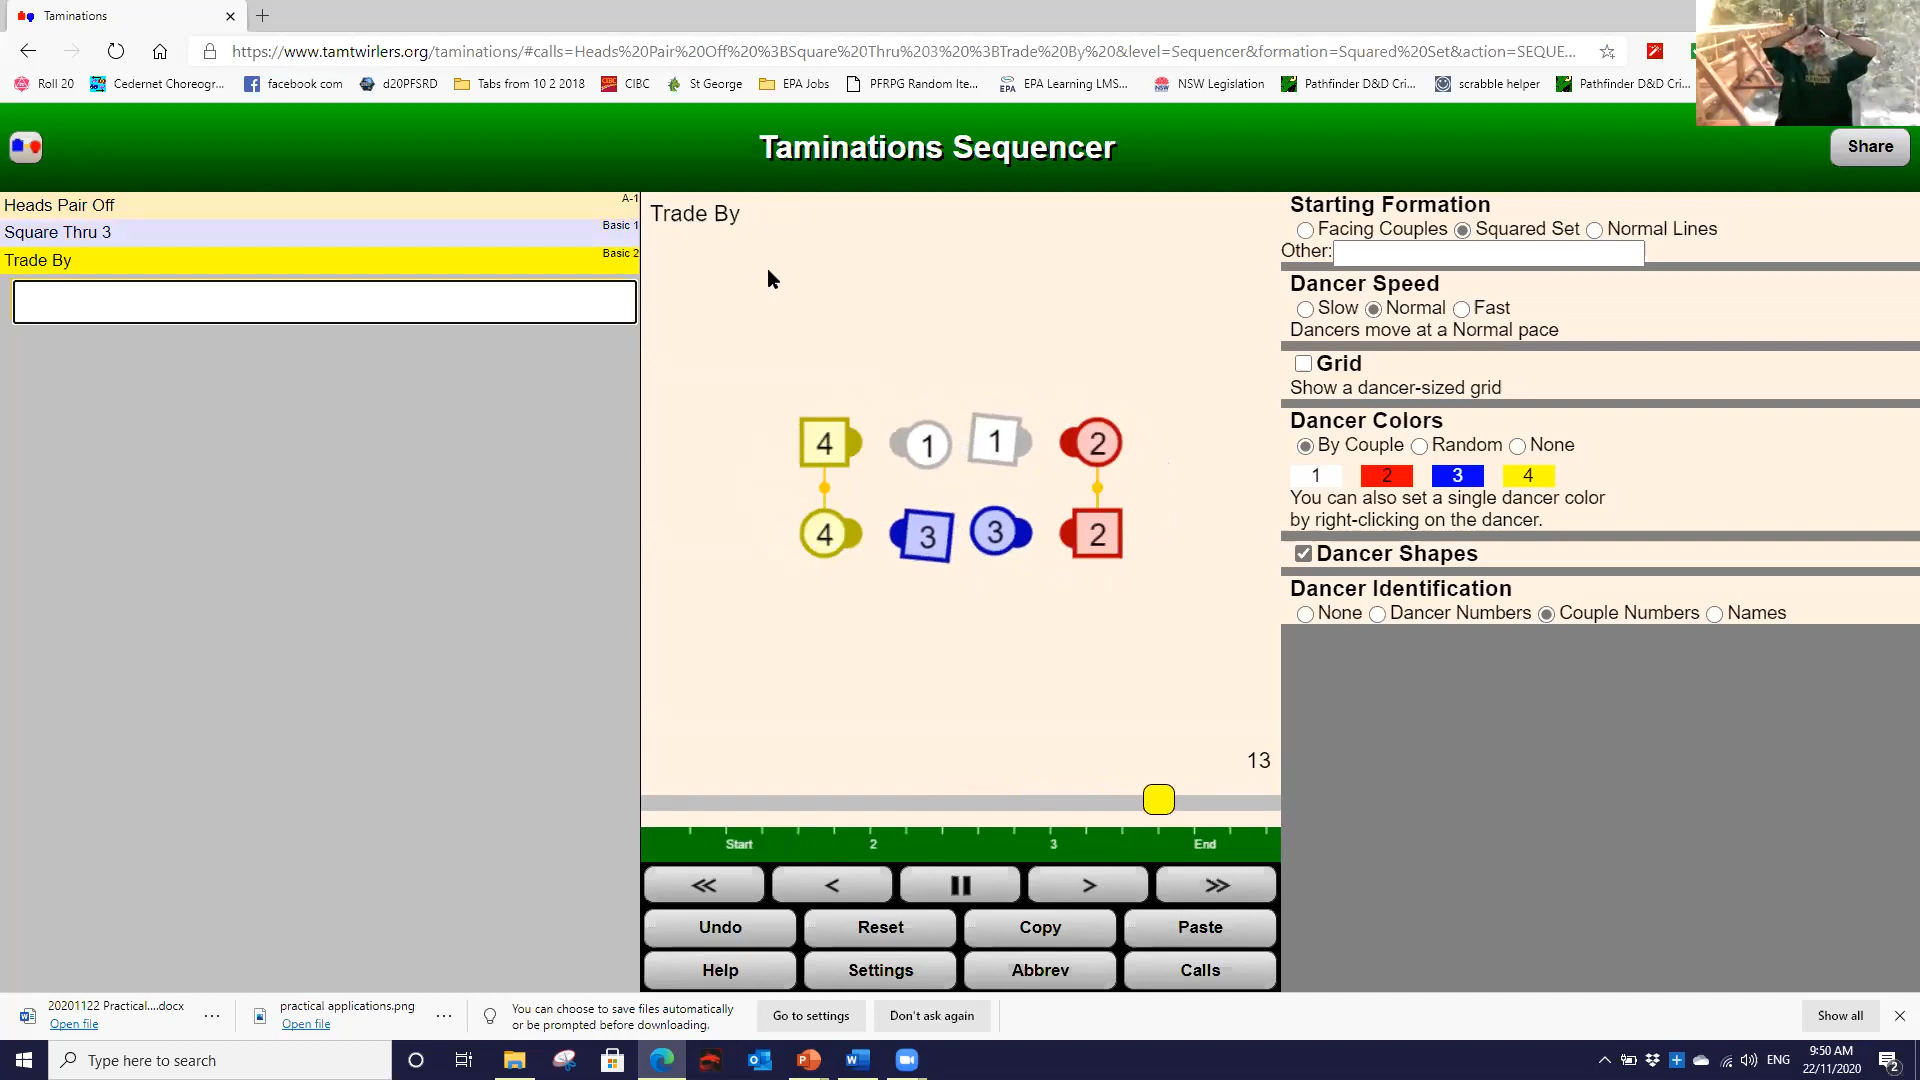 Taminations
https://www.tamtwirlers.org/taminations/#calls=Heads%20Pair%20Off%20%3BSquare%20Thru%203%20%3BTrade%20By%20&level=Sequencer&formation=Squared%20Set&action=SEQUE...
Roll 20
Cedernet Choreogr...
facebook.com
d20PFSRD
Tabs from 10 2 2018
CIBC
St George
EPA Jobs
PFRPG Random Ite...
EPA Learning LMS...
NSW Legislation
Pathfinder D&D Cri...
scrabble helper
Pathfinder D&D Cri...
Taminations Sequencer
Share
Heads Pair Off A-1
Square Thru 3 Basic 1
Trade By Basic 2
Trade By
4 1 1 2
4 3 3 2
13
Start 2 3 End
<< < >  >>
Undo Reset Copy Paste
Help Settings Abbrev Calls
Starting Formation
Facing Couples Squared Set Normal Lines
Other:
Dancer Speed
Slow Normal Fast
Dancers move at a Normal pace
Grid
Show a dancer-sized grid
Dancer Colors
By Couple Random None
1 2 3 4
You can also set a single dancer color
by right-clicking on the dancer.
Dancer Shapes
Dancer Identification
None Dancer Numbers Couple Numbers Names
20201122 Practical....docx
Open file
practical applications.png
Open file
You can choose to save files automatically
or be prompted before downloading.
Go to settings
Don't ask again
Show all
Type here to search
ENG
9:50 AM
22/11/2020
2